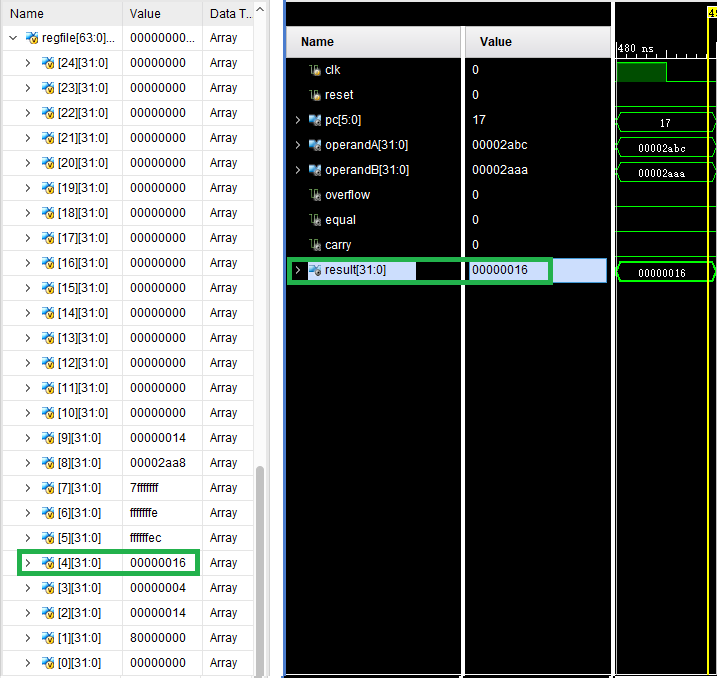 Name Value Data T...
regfile[63:0]... 00000000... Array
[24][31:0] 00000000 Array
[23][31:0] 00000000 Array
[22][31:0] 00000000 Array
[21][31:0] 00000000 Array
[20][31:0] 00000000 Array
[19][31:0] 00000000 Array
[18][31:0] 00000000 Array
[17][31:0] 00000000 Array
[16][31:0] 00000000 Array
[15][31:0] 00000000 Array
[14][31:0] 00000000 Array
[13][31:0] 00000000 Array
[12][31:0] 00000000 Array
[11][31:0] 00000000 Array
[10][31:0] 00000000 Array
[9][31:0] 00000014 Array
[8][31:0] 00002aa8 Array
[7][31:0] 7fffffff Array
[6][31:0] fffffffe Array
[5][31:0] ffffffec Array
[4][31:0] 00000016 Array
[3][31:0] 00000004 Array
[2][31:0] 00000014 Array
[1][31:0] 80000000 Array
[0][31:0] 00000000 Array
Name Value
clk 0
reset 0
pc[5:0] 17
operandA[31:0] 00002abc
operandB[31:0] 00002aaa
overflow 0
equal 0
carry 0
result[31:0] 00000016
480 ns
17
00002abc
00002aaa
00000016